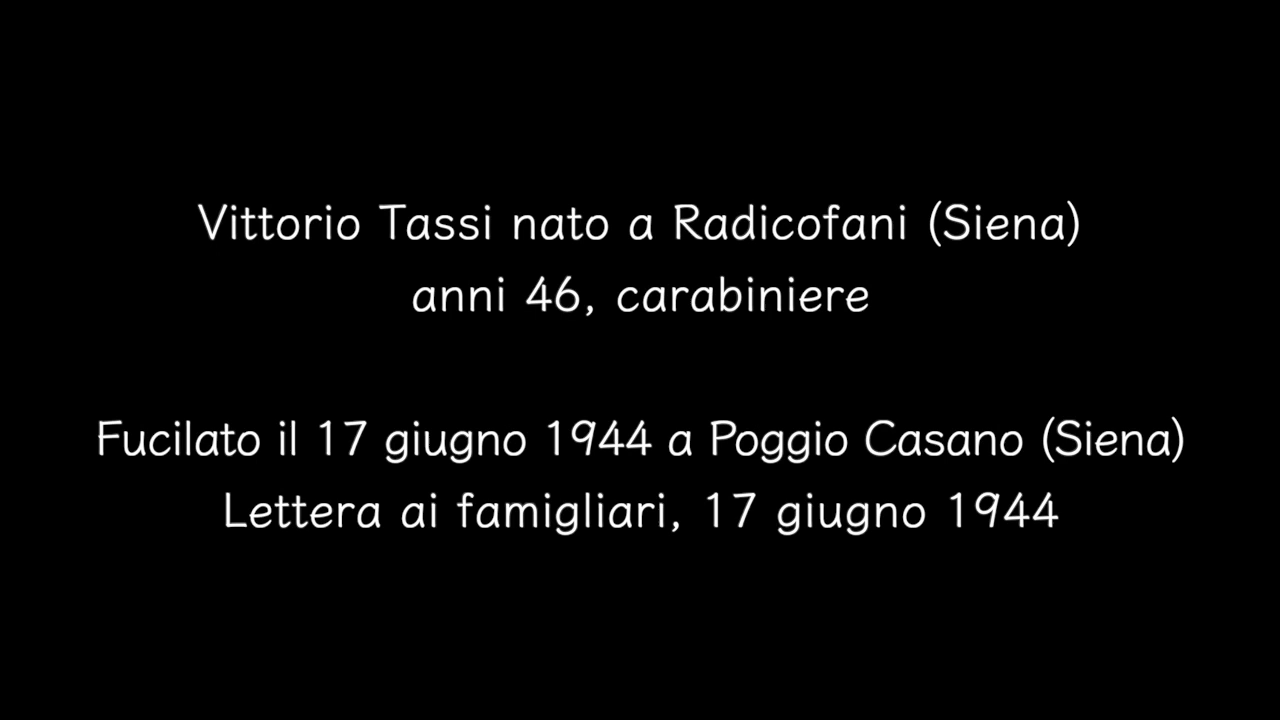 Vittorio Tassi nato a Radicofani (Siena)
anni 46, carabiniere
Fucilato il 17 giugno 1944 a Poggio Casano (Siena)
Lettera ai famigliari, 17 giugno 1944